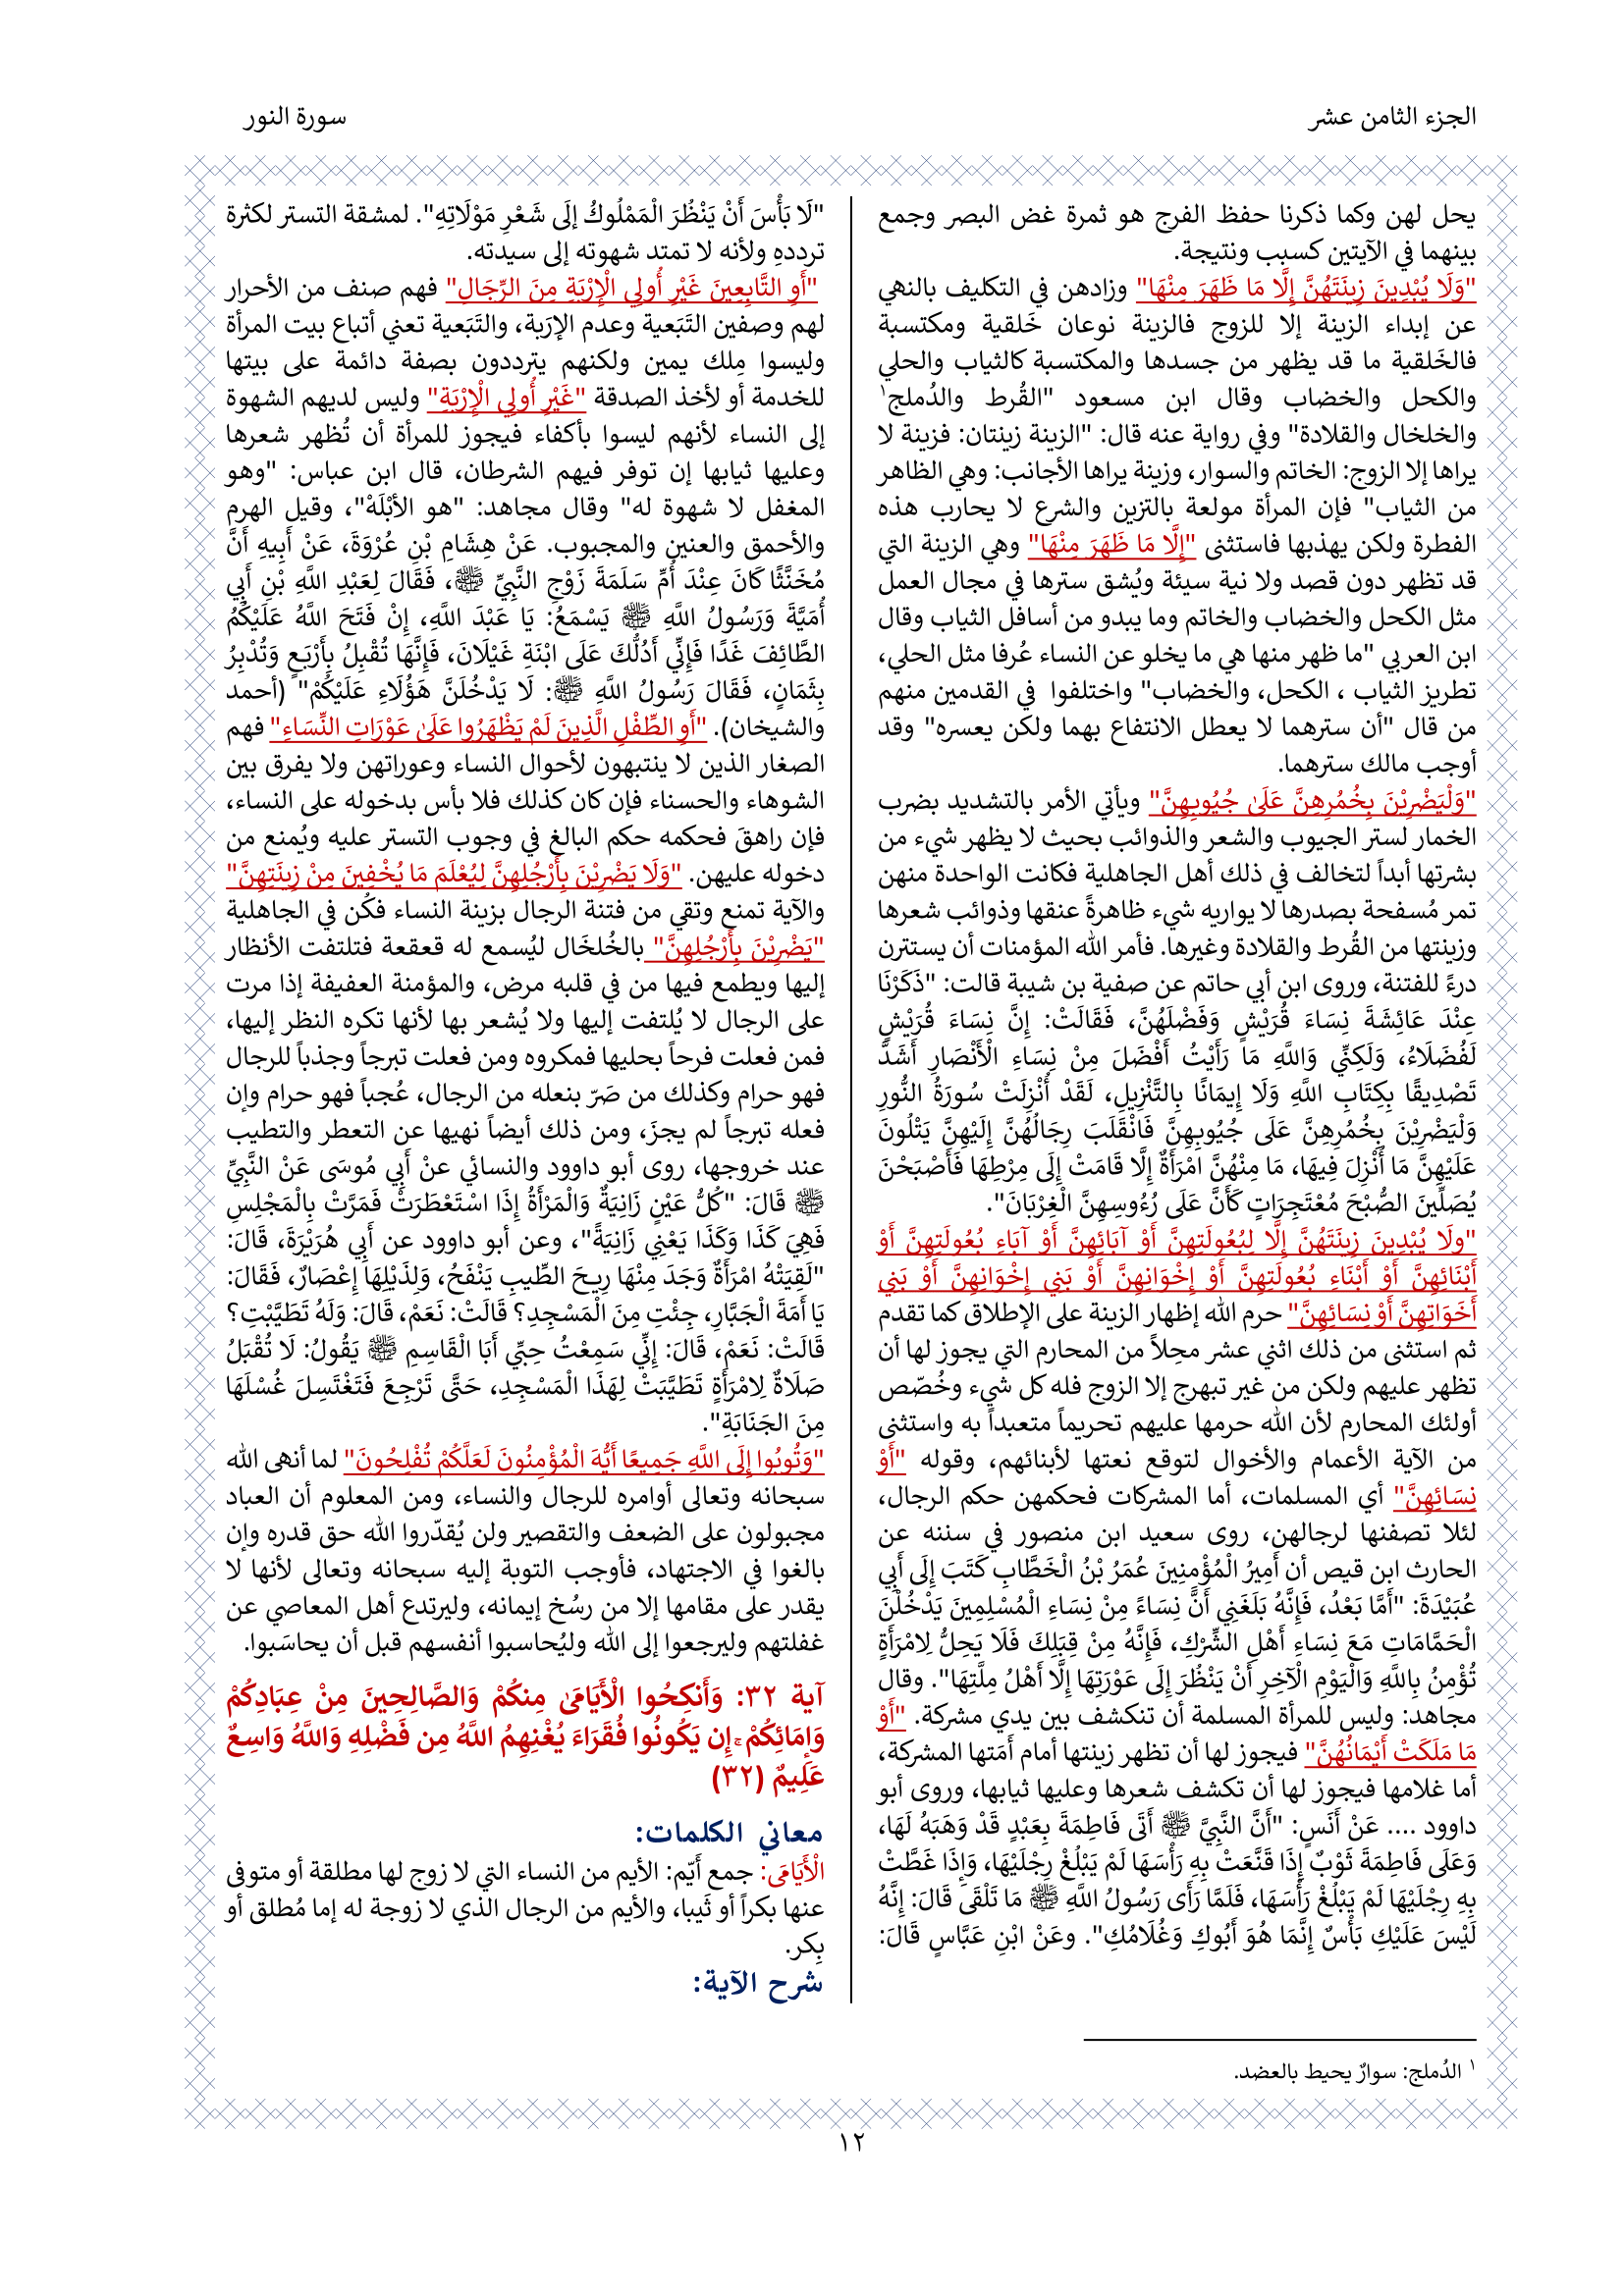 الجزء الثامن عشر
سورة النور
يحل لهن وكما ذكرنا حفظ الفرج هو ثمرة غض البصر وجمع
بينهما في الآيتين كسبب ونتيجة.
"وَلَا يُبْدِينَ زِينَتَهُنَّ إِلَّا مَا ظَهَرَ مِنْهَا" وزادهن في التكليف بالنهي
عن إبداء الزينة إلا للزوج فالزينة نوعان خَلقية ومكتسبة
فالخَلقية ما قد يظهر من جسدها والمكتسبة كالثياب والحلي
والكحل والخضاب وقال ابن مسعود "القُرط والدُملج١
والخلخال والقلادة" وفي رواية عنه قال: "الزينة زينتان: فزينة لا
يراها إلا الزوج: الخاتم والسوار، وزينة يراها الأجانب: وهي الظاهر
من الثياب" فإن المرأة مولعة بالتزين والشرع لا يحارب هذه
الفطرة ولكن يهذبها فاستثنى "إِلَّا مَا ظَهَرَ مِنْهَا" وهي الزينة التي
قد تظهر دون قصد ولا نية سيئة ويُشق سترها في مجال العمل
مثل الكحل والخضاب والخاتم وما يبدو من أسافل الثياب وقال
ابن العربي "ما ظهر منها هي ما يخلو عن النساء عُرفا مثل الحلي،
تطريز الثياب ، الكحل، والخضاب" واختلفوا في القدمين منهم
من قال "أن سترهما لا يعطل الانتفاع بهما ولكن يعسره" وقد
أوجب مالك سترهما.
"وَلْيَضْرِبْنَ بِخُمُرِهِنَّ عَلَىٰ جُيُوبِهِنَّ" ويأتي الأمر بالتشديد بضرب
الخمار لستر الجيوب والشعر والذوائب بحيث لا يظهر شيء من
بشرتها أبداً لتخالف في ذلك أهل الجاهلية فكانت الواحدة منهن
تمر مُسفحة بصدرها لا يواريه شيء ظاهرةً عنقها وذوائب شعرها
وزينتها من القُرط والقلادة وغيرها. فأمر الله المؤمنات أن يستترن
درءً للفتنة، وروى ابن أبي حاتم عن صفية بن شيبة قالت: "ذَكَرْنَا
عِنْدَ عَائِشَةَ نِسَاءَ قُرَيْشٍ وَفَضْلَهُنَّ، فَقَالَتْ: إِنَّ نِسَاءَ قُرَيْشٍ
لَفُضَلَاءُ، وَلَكِنِّي وَاللَّهِ مَا رَأَيْتُ أَفْضَلَ مِنْ نِسَاءِ الْأَنْصَارِ أَشَدَّ
تَصْدِيقًا بِكِتَابِ اللَّهِ وَلَا إِيمَانًا بِالتَّنْزِيلِ، لَقَدْ أُنْزِلَتْ سُورَةُ النُّورِ
وَلْيَضْرِبْنَ بِخُمُرِهِنَّ عَلَى جُيُوبِهِنَّ فَانْقَلَبَ رِجَالُهُنَّ إِلَيْهِنَّ يَتْلُونَ
عَلَيْهِنَّ مَا أُنْزِلَ فِيهَا، مَا مِنْهُنَّ امْرَأَةٌ إِلَّا قَامَتْ إِلَى مِرْطِهَا فَأَصْبَحْنَ
يُصَلِّينَ الصُّبْحَ مُعْتَجِرَاتٍ كَأَنَّ عَلَى رُءُوسِهِنَّ الْغِرْبَانَ".
"ولَا يُبْدِينَ زِينَتَهُنَّ إِلَّا لِبُعُولَتِهِنَّ أَوْ آبَائِهِنَّ أَوْ آبَاءِ بُعُولَتِهِنَّ أَوْ
أَبْنَائِهِنَّ أَوْ أَبْنَاءِ بُعُولَتِهِنَّ أَوْ إِخْوَانِهِنَّ أَوْ بَنِي إِخْوَانِهِنَّ أَوْ بَنِي
أَخَوَاتِهِنَّ أَوْ نِسَائِهِنَّ" حرم الله إظهار الزينة على الإطلاق كما تقدم
ثم استثنى من ذلك اثني عشر محِلاً من المحارم التي يجوز لها أن
تظهر عليهم ولكن من غير تبهرج إلا الزوج فله كل شيء وخُصّص
أولئك المحارم لأن الله حرمها عليهم تحريماً متعبداً به واستثنى
من الآية الأعمام والأخوال لتوقع نعتها لأبنائهم، وقوله "أَوْ
نِسَائِهِنَّ" أي المسلمات، أما المشركات فحكمهن حكم الرجال،
لئلا تصفنها لرجالهن، روى سعيد ابن منصور في سننه عن
الحارث ابن قيص أن أَمِيرُ الْمُؤْمِنِينَ عُمَرُ بْنُ الْخَطَّابِ كَتَبَ إِلَى أَبِي
عُبَيْدَةَ: "أَمَّا بَعْدُ، فَإِنَّهُ بَلَغَنِي أَنَّ نِسَاءً مِنْ نِسَاءِ الْمُسْلِمِينَ يَدْخُلْنَ
الْحَمَّامَاتِ مَعَ نِسَاءِ أَهْلِ الشِّرْكِ، فَإِنَّهُ مِنْ قِبَلِكَ فَلَا يَحِلُّ لِامْرَأَةٍ
تُؤْمِنُ بِاللَّهِ وَالْيَوْمِ الْآخِرِ أَنْ يَنْظُرَ إِلَى عَوْرَتِهَا إِلَّا أَهْلُ مِلَّتِهَا". وقال
مجاهد: وليس للمرأة المسلمة أن تنكشف بين يدي مشركة. "أَوْ
مَا مَلَكَتْ أَيْمَانُهُنَّ" فيجوز لها أن تظهر زينتها أمام أَمَتها المشركة،
أما غلامها فيجوز لها أن تكشف شعرها وعليها ثيابها، وروى أبو
داوود .... عَنْ أَنَسٍ: "أَنَّ النَّبِيَّ ﷺ أَتَى فَاطِمَةَ بِعَبْدٍ قَدْ وَهَبَهُ لَهَا،
وَعَلَى فَاطِمَةَ ثَوْبٌ إِذَا قَنَّعَتْ بِهِ رَأْسَهَا لَمْ يَبْلُغْ رِجْلَيْهَا، وَإِذَا غَطَّتْ
بِهِ رِجْلَيْهَا لَمْ يَبْلُغْ رَأْسَهَا، فَلَمَّا رَأَى رَسُولُ اللَّهِ ﷺ مَا تَلْقَى قَالَ: إِنَّهُ
لَيْسَ عَلَيْكِ بَأْسٌ إِنَّمَا هُوَ أَبُوكِ وَغُلَامُكِ". وعَنْ ابْنِ عَبَّاسٍ قَالَ:
"لَا بَأْسَ أَنْ يَنْظُرَ الْمَمْلُوكُ إلَى شَعْرِ مَوْلَاتِهِ". لمشقة التستر لكثرة
ترددهِ ولأنه لا تمتد شهوته إلى سيدته.
"أَوِ التَّابِعِينَ غَيْرِ أُولِي الْإِرْبَةِ مِنَ الرِّجَالِ" فهم صنف من الأحرار
لهم وصفين التَبَعية وعدم الإرَبة، والتَبَعية تعني أتباع بيت المرأة
وليسوا مِلك يمين ولكنهم يترددون بصفة دائمة على بيتها
للخدمة أو لأخذ الصدقة "غَيْرِ أُولِي الْإِرْبَةِ" وليس لديهم الشهوة
إلى النساء لأنهم ليسوا بأكفاء فيجوز للمرأة أن تُظهر شعرها
وعليها ثيابها إن توفر فيهم الشرطان، قال ابن عباس: "وهو
المغفل لا شهوة له" وقال مجاهد: "هو الأبْلَهْ"، وقيل الهرم
والأحمق والعنين والمجبوب. عَنْ هِشَامِ بْنِ عُرْوَةَ، عَنْ أَبِيهِ أَنَّ
مُخَنَّثًا كَانَ عِنْدَ أُمِّ سَلَمَةَ زَوْجِ النَّبِيِّ ﷺ، فَقَالَ لِعَبْدِ اللَّهِ بْنِ أَبِي
أُمَيَّةَ وَرَسُولُ اللَّهِ ﷺ يَسْمَعُ: يَا عَبْدَ اللَّهِ، إِنْ فَتَحَ اللَّهُ عَلَيْكُمُ
الطَّائِفَ غَدًا فَإِنِّي أَدُلُّكَ عَلَى ابْنَةِ غَيْلَانَ، فَإِنَّهَا تُقْبِلُ بِأَرْبَعٍ وَتُدْبِرُ
بِثَمَانٍ، فَقَالَ رَسُولُ اللَّهِ ﷺ: لَا يَدْخُلَنَّ هَؤُلَاءِ عَلَيْكُمْ" (أحمد
والشيخان). "أَوِ الطِّفْلِ الَّذِينَ لَمْ يَظْهَرُوا عَلَىٰ عَوْرَاتِ النِّسَاءِ" فهم
الصغار الذين لا ينتبهون لأحوال النساء وعوراتهن ولا يفرق بين
الشوهاء والحسناء فإن كان كذلك فلا بأس بدخوله على النساء،
فإن راهقَ فحكمه حكم البالغ في وجوب التستر عليه ويُمنع من
دخوله عليهن. "وَلَا يَضْرِبْنَ بِأَرْجُلِهِنَّ لِيُعْلَمَ مَا يُخْفِينَ مِنْ زِينَتِهِنَّ"
والآية تمنع وتقي من فتنة الرجال بزينة النساء فكُن في الجاهلية
"يَضْرِبْنَ بِأَرْجُلِهِنَّ" بالخُلخَال ليُسمع له قعقعة فتلتفت الأنظار
إليها ويطمع فيها من في قلبه مرض، والمؤمنة العفيفة إذا مرت
على الرجال لا يُلتفت إليها ولا يُشعر بها لأنها تكره النظر إليها،
فمن فعلت فرحاً بحليها فمكروه ومن فعلت تبرجاً وجذباً للرجال
فهو حرام وكذلك من صَرّ بنعله من الرجال، عُجباً فهو حرام وإن
فعله تبرجاً لم يجزَ، ومن ذلك أيضاً نهيها عن التعطر والتطيب
عند خروجها، روى أبو داوود والنسائي عنْ أَبِي مُوسَى عَنْ النَّبِيِّ
ﷺ قَالَ: "كُلُّ عَيْنٍ زَانِيَةٌ وَالْمَرْأَةُ إِذَا اسْتَعْطَرَتْ فَمَرَّتْ بِالْمَجْلِسِ
فَهِيَ كَذَا وَكَذَا يَعْنِي زَانِيَةً"، وعن أبو داوود عن أَبِي هُرَيْرَةَ، قَالَ:
"لَقِيَتْهُ امْرَأَةٌ وَجَدَ مِنْهَا رِيحَ الطِّيبِ يَنْفَحُ، وَلِذَيْلِهَا إِعْصَارٌ، فَقَالَ:
يَا أَمَةَ الْجَبَّارِ، جِئْتِ مِنَ الْمَسْجِدِ؟ قَالَتْ: نَعَمْ، قَالَ: وَلَهُ تَطَيَّبْتِ؟
قَالَتْ: نَعَمْ، قَالَ: إِنِّي سَمِعْتُ حِبِّي أَبَا الْقَاسِمِ ﷺ يَقُولُ: لَا تُقْبَلُ
صَلَاةٌ لِامْرَأَةٍ تَطَيَّبَتْ لِهَذَا الْمَسْجِدِ، حَتَّى تَرْجِعَ فَتَغْتَسِلَ غُسْلَهَا
مِنَ الجَنَابَةِ".
"وَتُوبُوا إِلَى اللَّهِ جَمِيعًا أَيُّهَ الْمُؤْمِنُونَ لَعَلَّكُمْ تُفْلِحُونَ" لما أنهى الله
سبحانه وتعالى أوامره للرجال والنساء، ومن المعلوم أن العباد
مجبولون على الضعف والتقصير ولن يُقدّروا الله حق قدره وإن
بالغوا في الاجتهاد، فأوجب التوبة إليه سبحانه وتعالى لأنها لا
يقدر على مقامها إلا من رسُخ إيمانه، وليرتدع أهل المعاصي عن
غفلتهم وليرجعوا إلى الله وليُحاسبوا أنفسهم قبل أن يحاسَبوا.
آية ٣٢: وَأَنكِحُوا الْأَيَامَىٰ مِنكُمْ وَالصَّالِحِينَ مِنْ عِبَادِكُمْ
وَإِمَائِكُمْ ۚ إِن يَكُونُوا فُقَرَاءَ يُغْنِهِمُ اللَّهُ مِن فَضْلِهِ وَاللَّهُ وَاسِعٌ
عَلِيمٌ (٣٢)
معاني الكلمات:
الْأَيَامَى: جمع أَيّم: الأيم من النساء التي لا زوج لها مطلقة أو متوفى
عنها بكراً أو ثَيبا، والأيم من الرجال الذي لا زوجة له إما مُطلق أو
بِكر.
شرح الآية:
١ الدُملج: سوارٌ يحيط بالعضد.
١٢